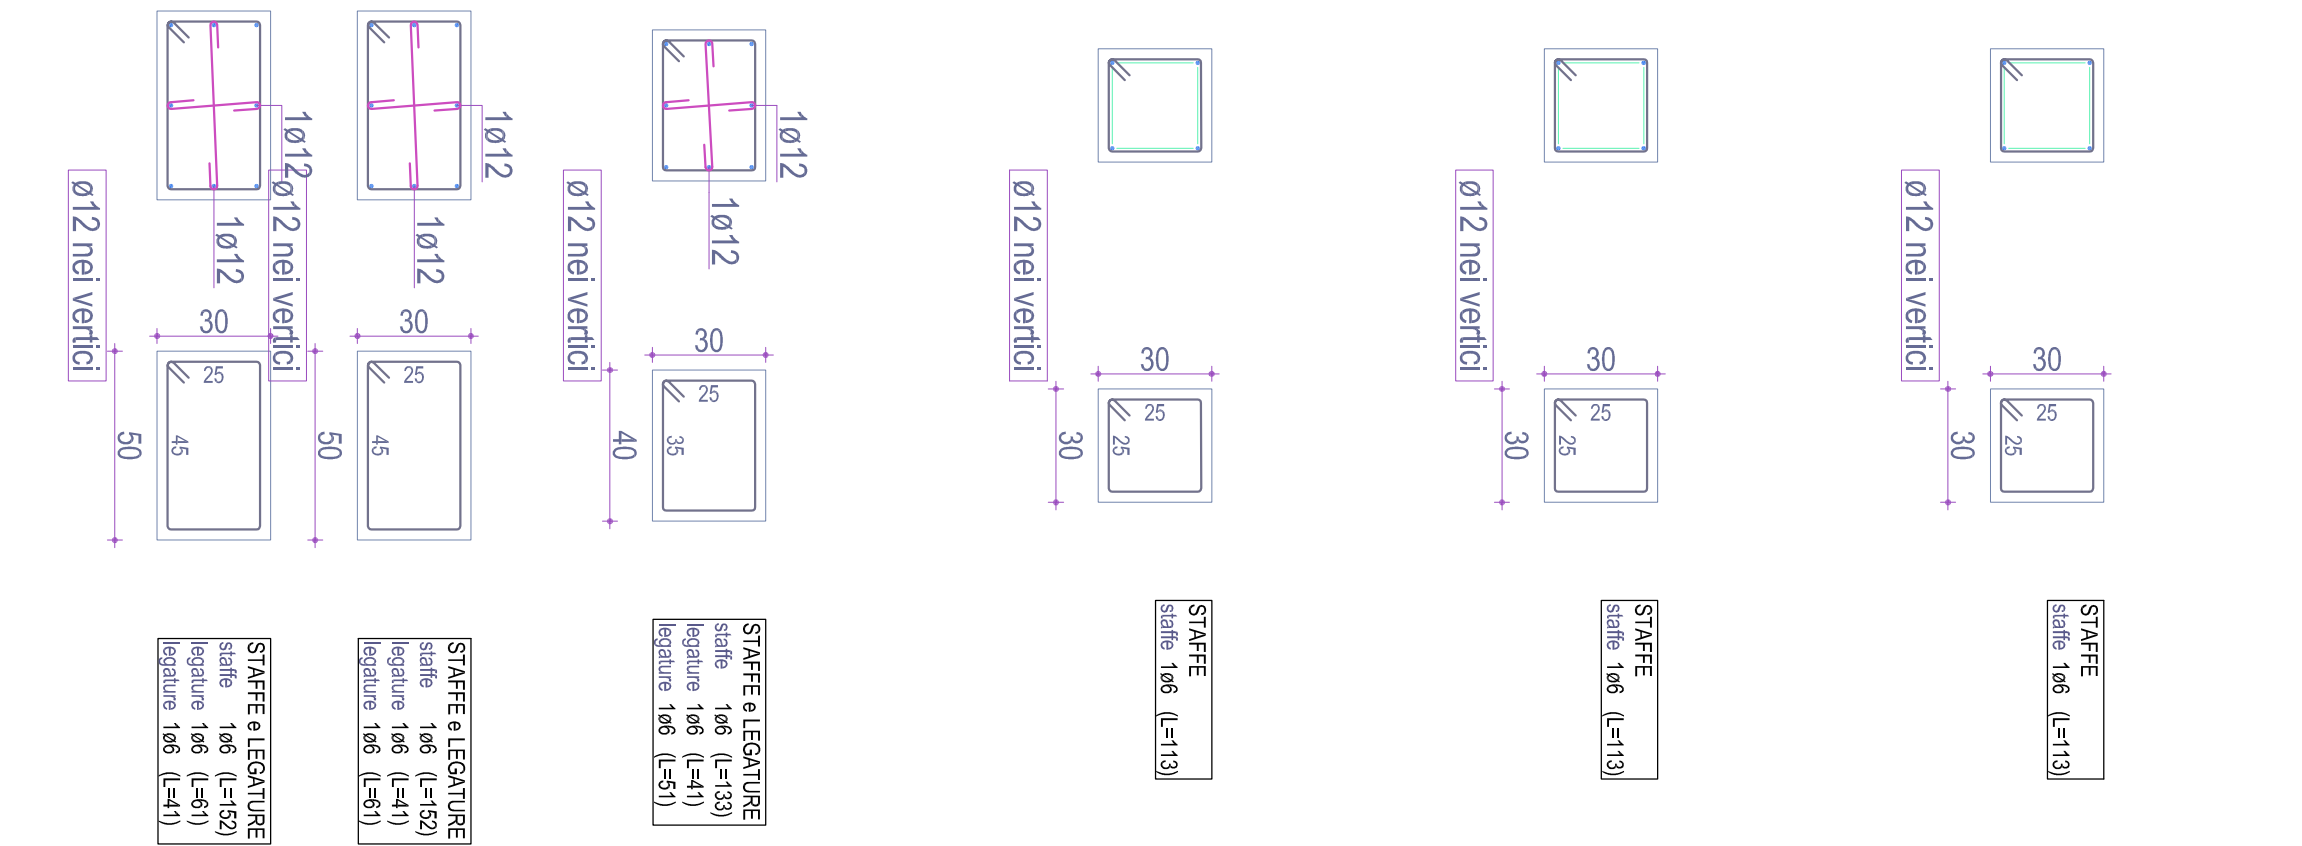 1ø12
1ø12
ø12 nei vertici
30
50
25
45
STAFFE e LEGATURE
staffe 1ø6 (L=152)
legature 1ø6 (L=61)
legature 1ø6 (L=41)
1ø12
1ø12
ø12 nei vertici
30
50
25
45
STAFFE e LEGATURE
staffe 1ø6 (L=152)
legature 1ø6 (L=41)
legature 1ø6 (L=61)
1ø12
1ø12
ø12 nei vertici
30
40
25
35
STAFFE e LEGATURE
staffe 1ø6 (L=133)
legature 1ø6 (L=41)
legature 1ø6 (L=51)
ø12 nei vertici
30
30
25
25
STAFFE
staffe 1ø6 (L=113)
ø12 nei vertici
30
30
25
25
STAFFE
staffe 1ø6 (L=113)
ø12 nei vertici
30
30
25
25
STAFFE
staffe 1ø6 (L=113)